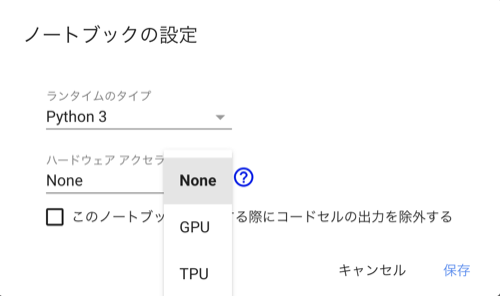 ノートブックの設定
ランタイムのタイプ
Python 3
ハードウェア アクセラ
None
None
このノートブッ
する際にコードセルの出力を除外する
GPU
TPU
キャンセル 保存